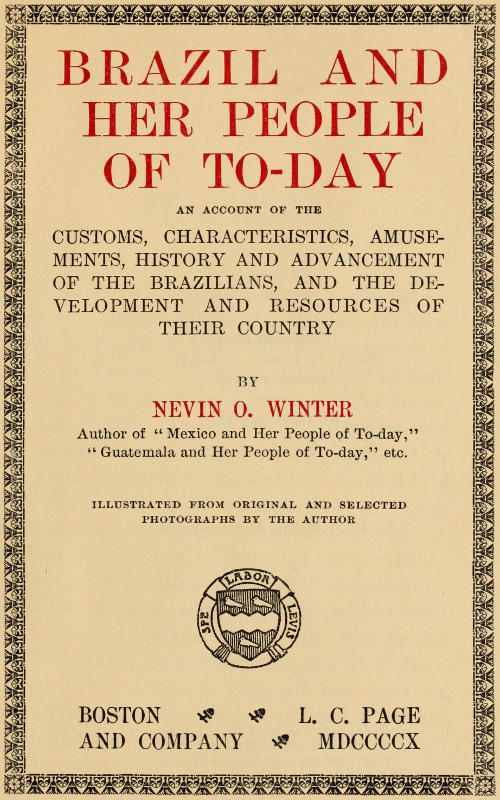 BRAZIL AND
HER PEOPLE
OF TO-DAY
AN ACCOUNT OF THE
CUSTOMS, CHARACTERISTICS, AMUSE-
MENTS, HISTORY AND ADVANCEMENT
OF THE BRAZILIANS, AND THE DE-
VELOPMENT AND RESOURCES OF
THEIR COUNTRY
BY
NEVIN O. WINTER
Author of “ Mexico and Her People of To-day,”
“ Guatemala and Her People of To-day,” etc.
ILLUSTRATED FROM ORIGINAL AND SELECTED
PHOTOGRAPHS BY THE AUTHOR
SPE LABOR LEVIS
BOSTON L. C. PAGE
AND COMPANY MDCCCCX